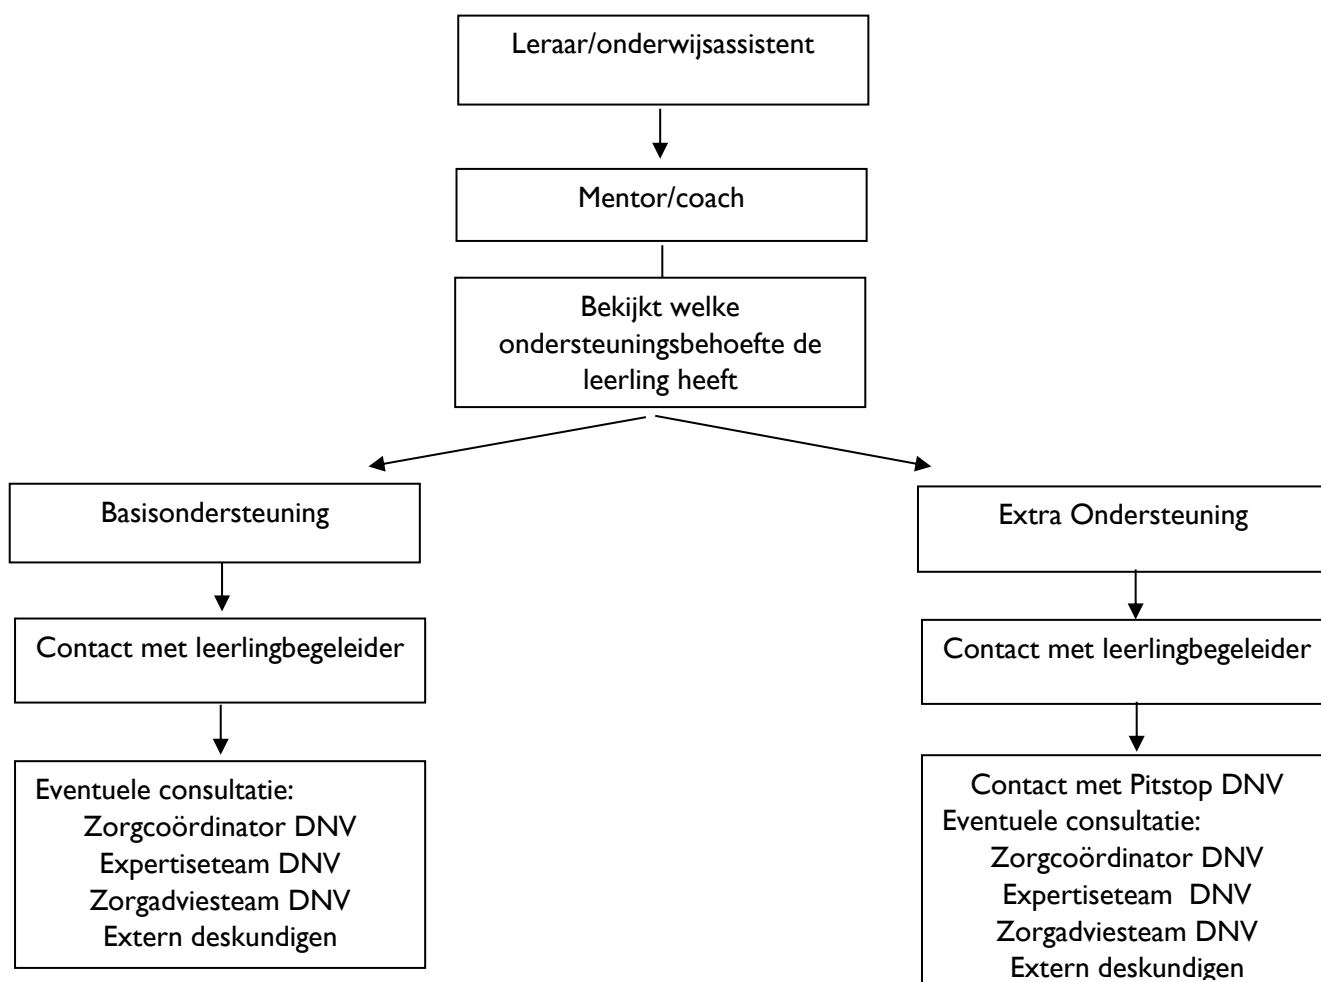 Leraar/onderwijsassistent
Mentor/coach
Bekijkt welke
ondersteuningsbehoefte de
leerling heeft
Basisondersteuning
Contact met leerlingbegeleider
Eventuele consultatie:
Zorgcoördinator DNV
Expertiseteam DNV
Zorgadviesteam DNV
Extern deskundigen
Extra Ondersteuning
Contact met leerlingbegeleider
Contact met Pitstop DNV
Eventuele consultatie:
Zorgcoördinator DNV
Expertiseteam  DNV
Zorgadviesteam DNV
Extern deskundigen